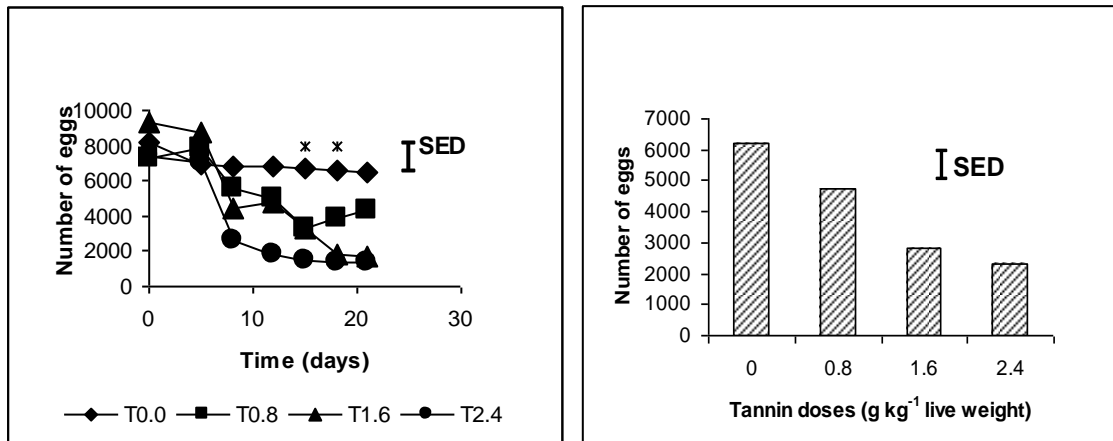 10000
8000
6000
4000
2000
0
Number of eggs
* *
SED
0 10 20 30
Time (days)
T0.0 T0.8 T1.6 T2.4
7000
6000
5000
4000
3000
2000
1000
0
Number of eggs
SED
0 0.8 1.6 2.4
Tannin doses (g kg⁻¹ live weight)